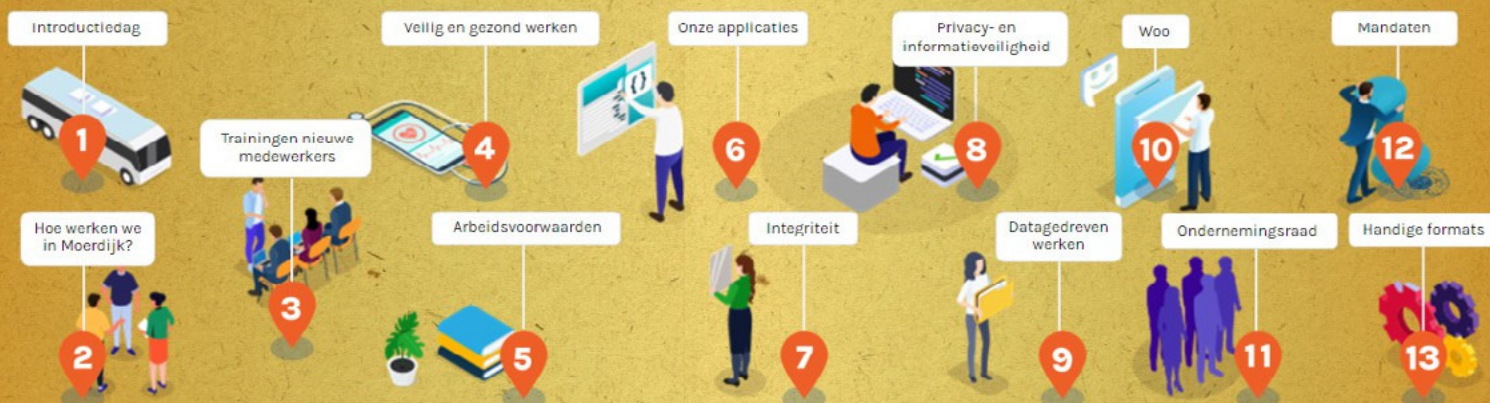 Introductiedag
1
Hoe werken we
in Moerdijk?
2
Trainingen nieuwe
medewerkers
3
Veilig en gezond werken
4
Arbeidsvoorwaarden
5
Onze applicaties
6
Integriteit
7
Privacy- en
informatieveiligheid
8
Datagedreven
werken
9
Woo
10
Ondernemingsraad
11
Mandaten
12
Handige formats
13